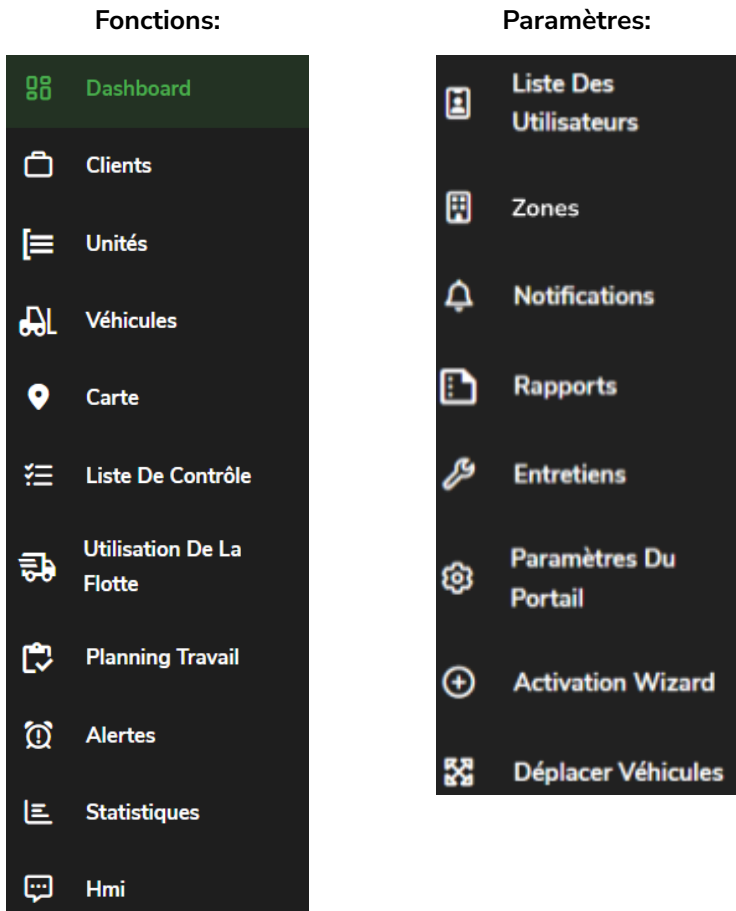 Fonctions:
Dashboard
Clients
Unités
Véhicules
Carte
Liste De Contrôle
Utilisation De La
Flotte
Planning Travail
Alertes
Statistiques
Hmi
Paramètres:
Liste Des
Utilisateurs
Zones
Notifications
Rapports
Entretiens
Paramètres Du
Portail
Activation Wizard
Déplacer Véhicules